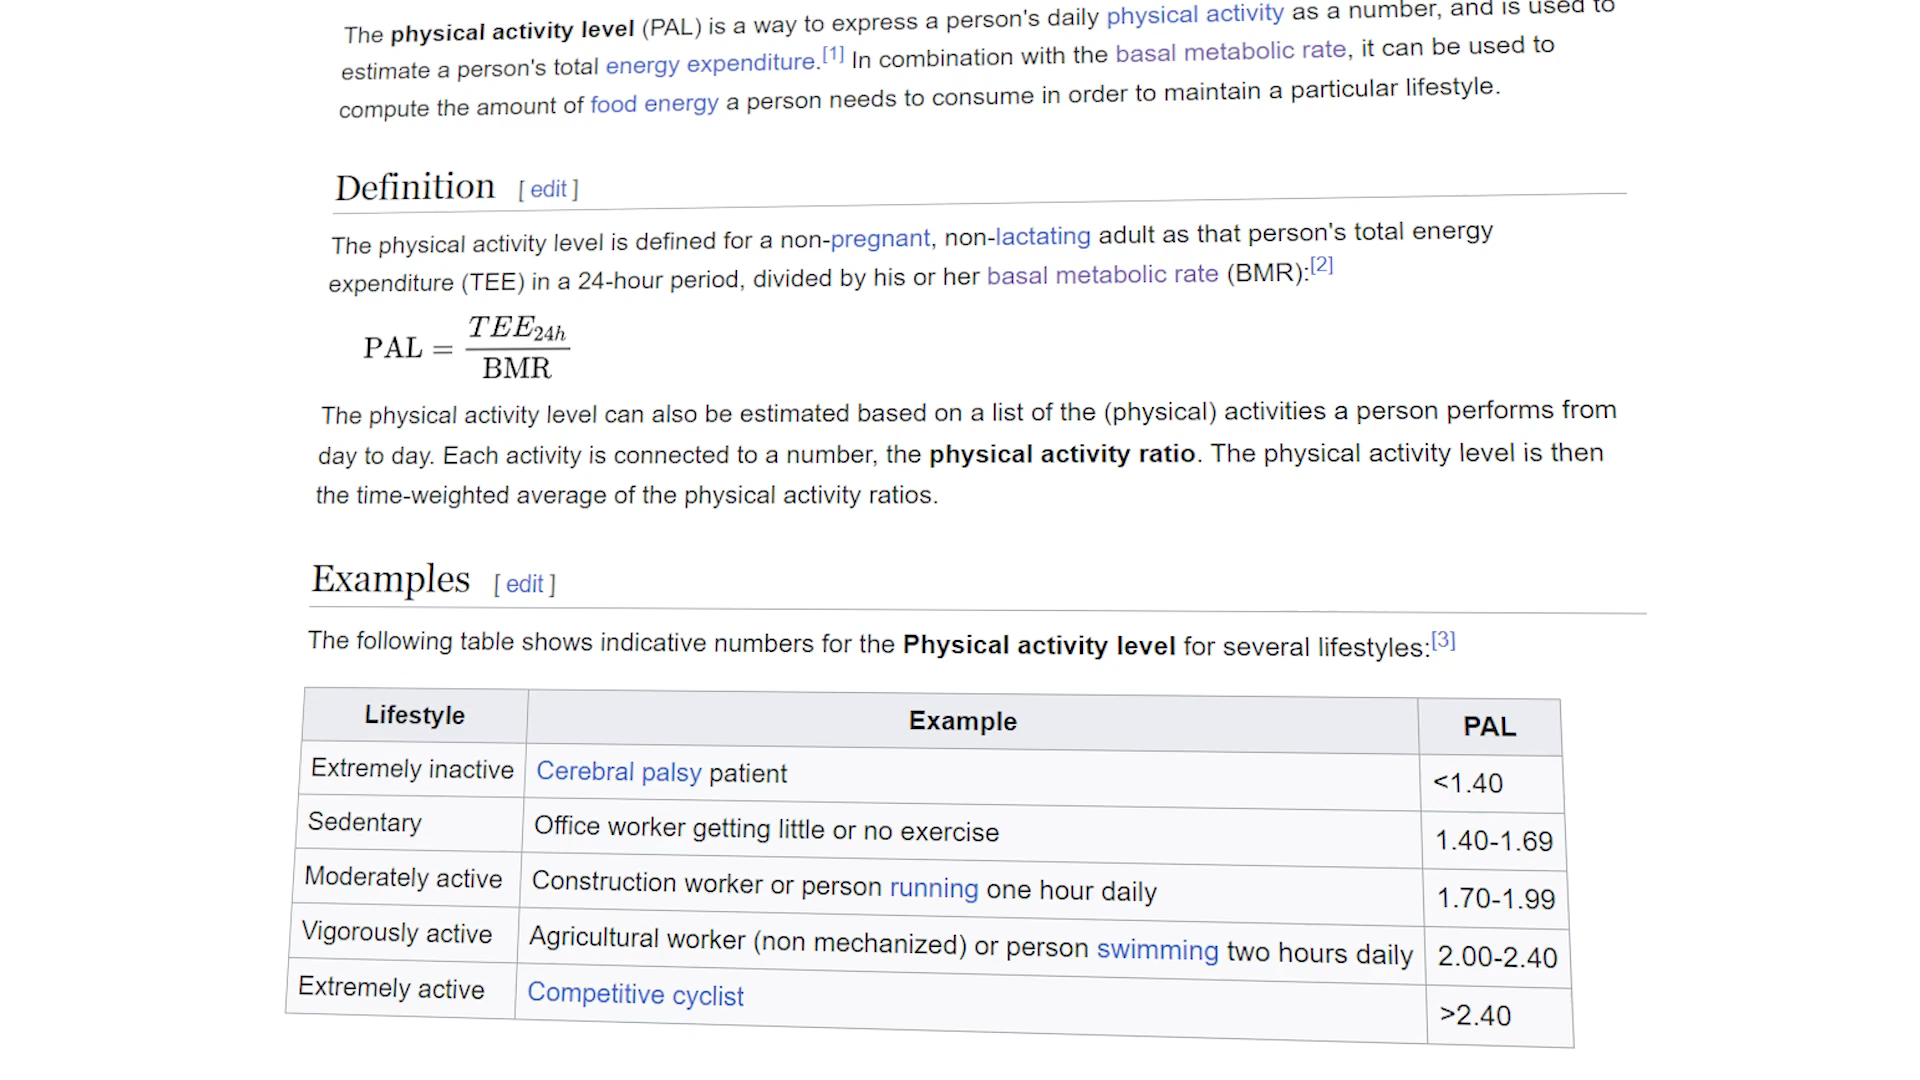 The physical activity level (PAL) is a way to express a person's daily physical activity as a number, and is used to
estimate a person's total energy expenditure.[1] In combination with the basal metabolic rate, it can be used to
compute the amount of food energy a person needs to consume in order to maintain a particular lifestyle.
Definition [ edit ]
The physical activity level is defined for a non-pregnant, non-lactating adult as that person's total energy
expenditure (TEE) in a 24-hour period, divided by his or her basal metabolic rate (BMR):[2]
PAL = TEE24h / BMR
The physical activity level can also be estimated based on a list of the (physical) activities a person performs from
day to day. Each activity is connected to a number, the physical activity ratio. The physical activity level is then
the time-weighted average of the physical activity ratios.
Examples [ edit ]
The following table shows indicative numbers for the Physical activity level for several lifestyles:[3]
Lifestyle Example PAL
Extremely inactive Cerebral palsy patient <1.40
Sedentary Office worker getting little or no exercise 1.40-1.69
Moderately active Construction worker or person running one hour daily 1.70-1.99
Vigorously active Agricultural worker (non mechanized) or person swimming two hours daily 2.00-2.40
Extremely active Competitive cyclist >2.40